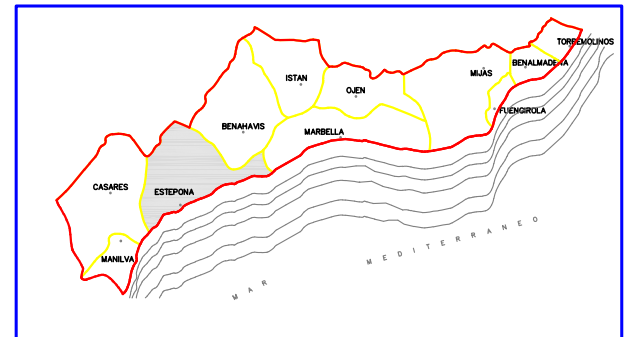 TORREMOLINOS
BENALMADENA
MIJAS
ISTAN
OJEN
FUENGIROLA
BENAHAVIS
MARBELLA
CASARES
ESTEPONA
MANILVA
MAR MEDITERRANEO